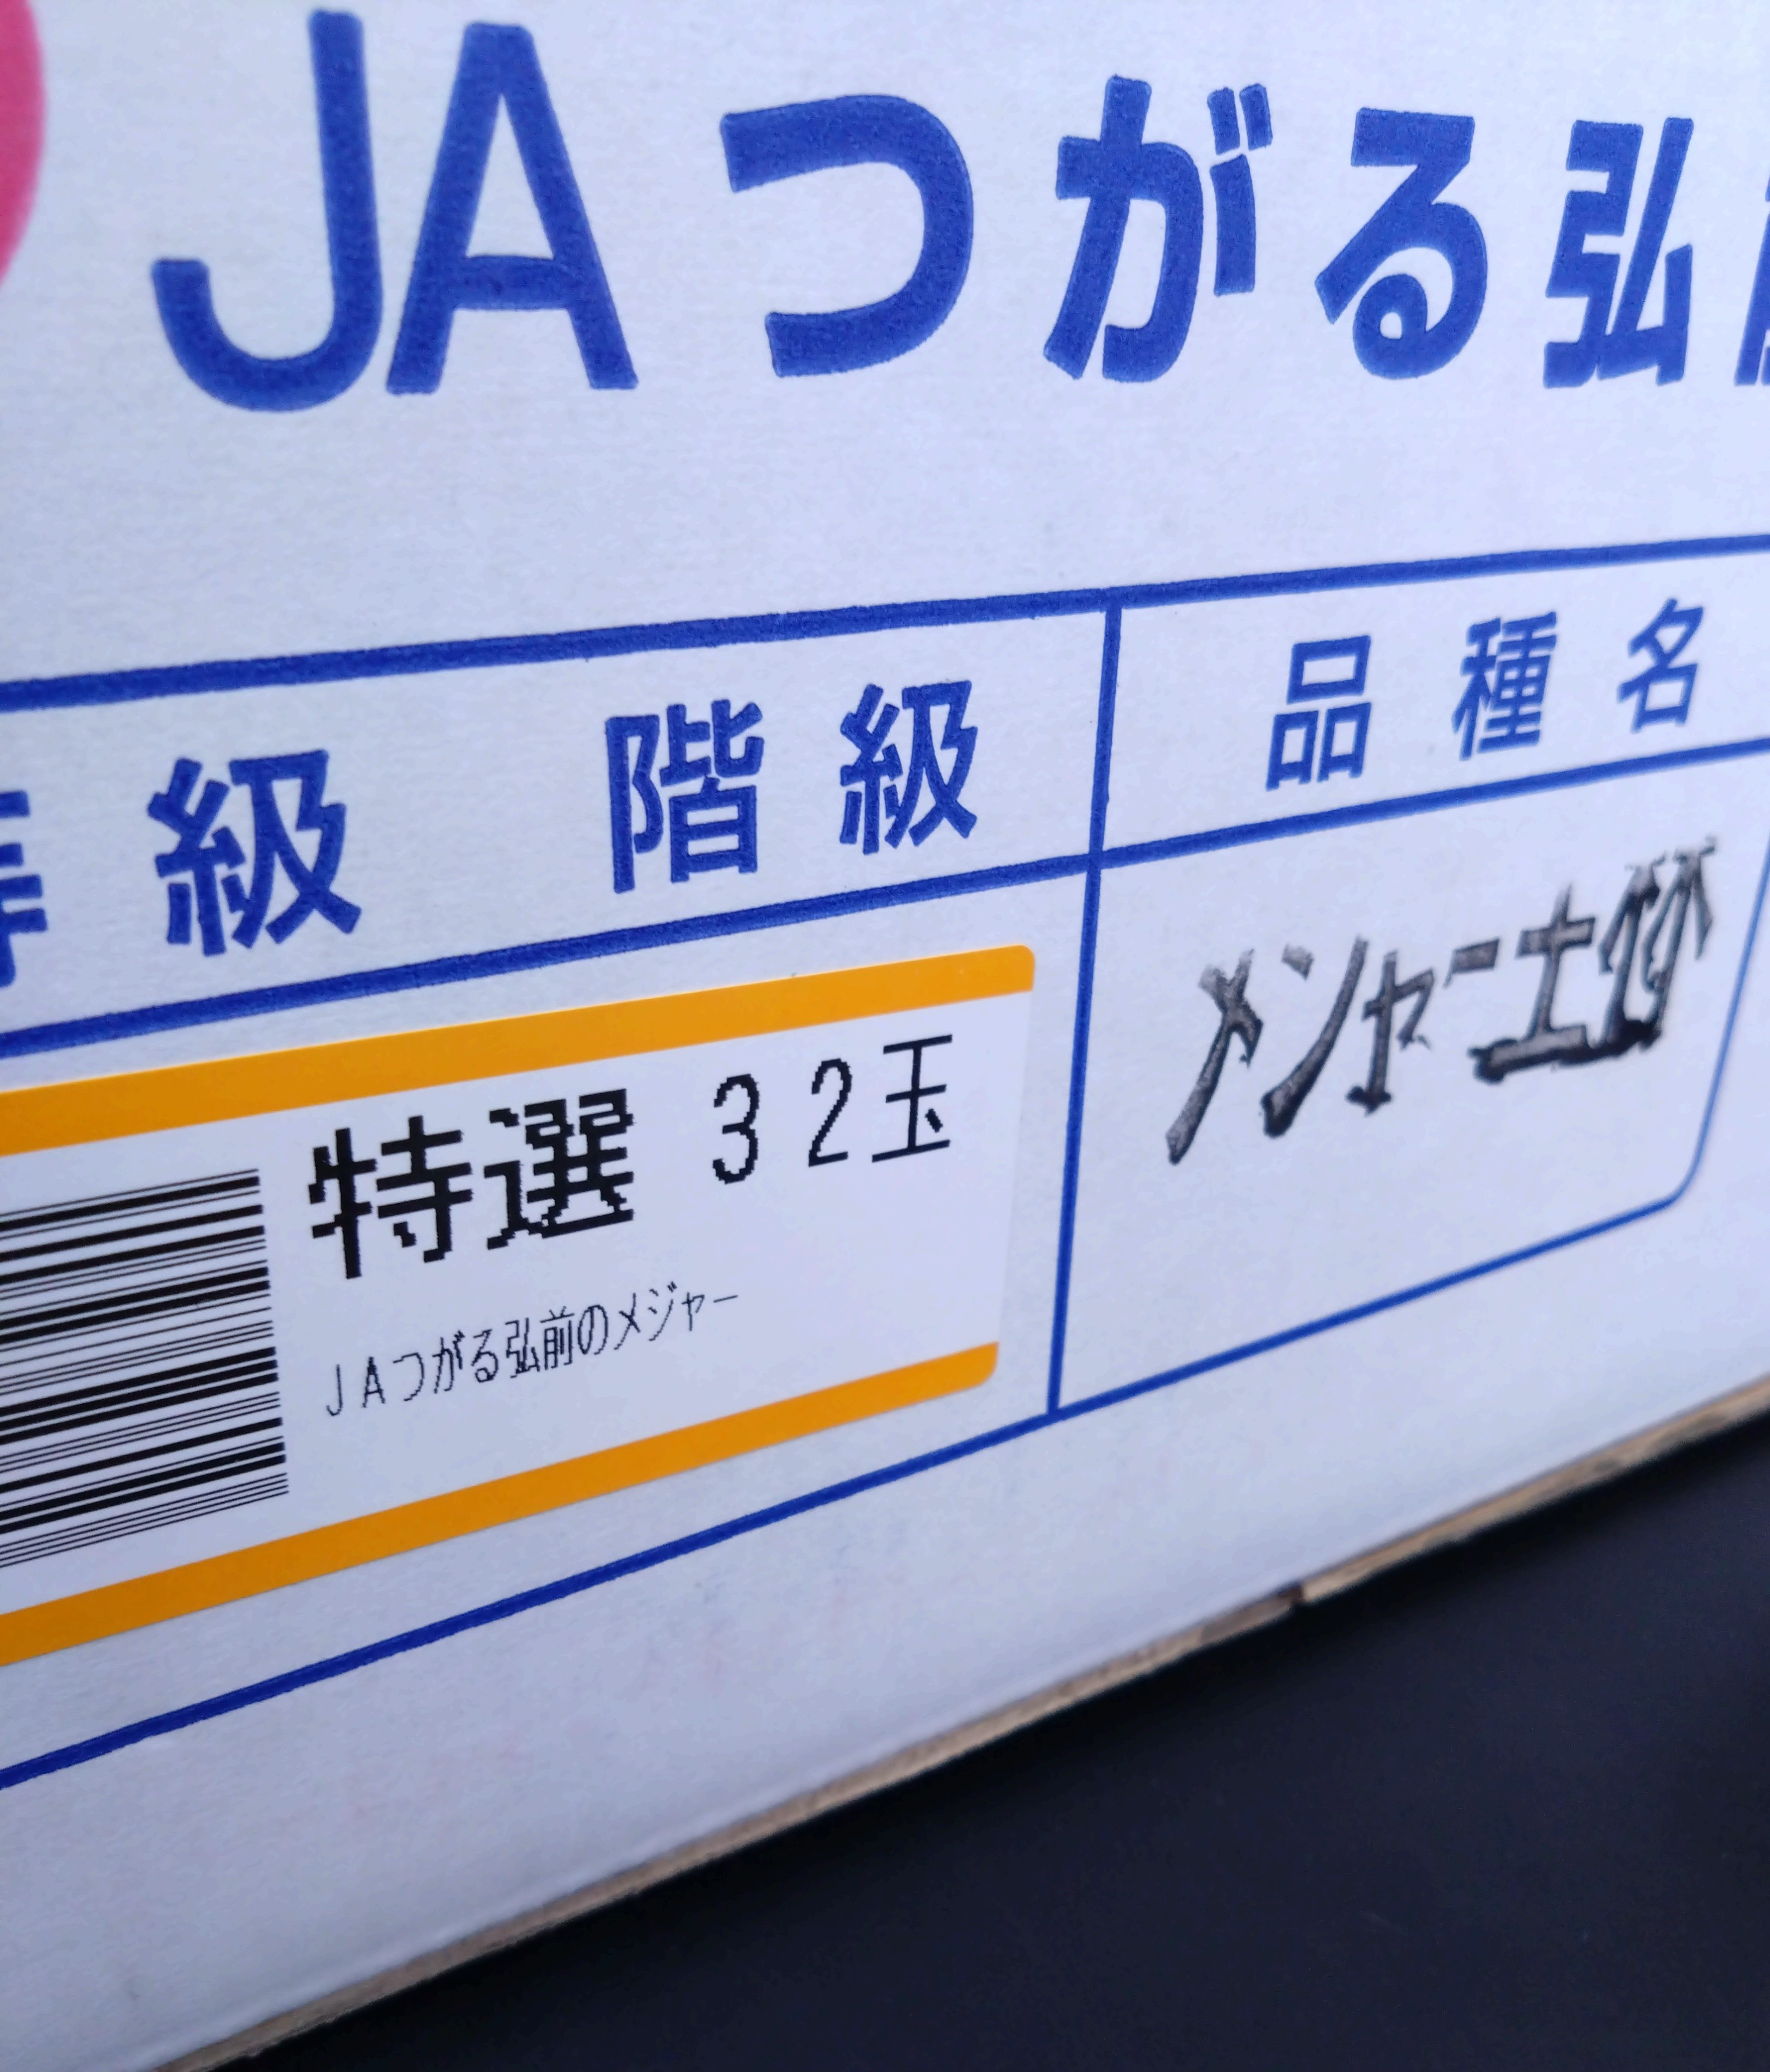 JAつがる弘
級 階級
品種名
特選 32玉
JAつがる弘前のメジャー